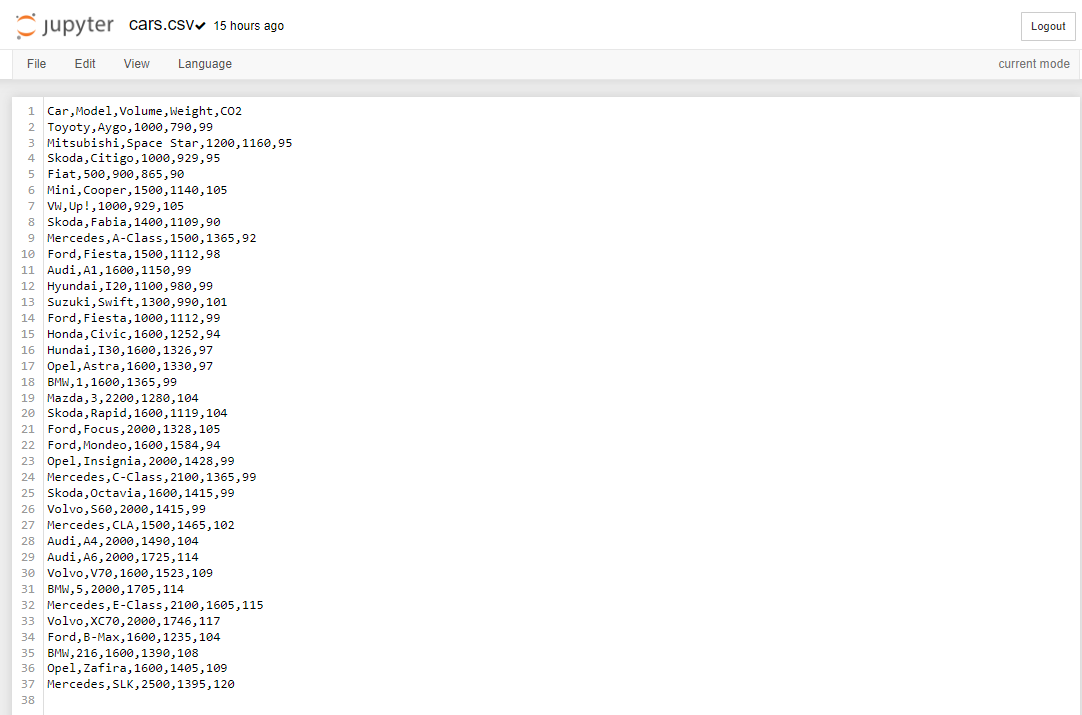 jupyter cars.csv 15 hours ago Logout
File Edit View Language current mode
1 Car,Model,Volume,Weight,CO2
2 Toyoty,Aygo,1000,790,99
3 Mitsubishi,Space Star,1200,1160,95
4 Skoda,Citigo,1000,929,95
5 Fiat,500,900,865,90
6 Mini,Cooper,1500,1140,105
7 VW,Up!,1000,929,105
8 Skoda,Fabia,1400,1109,90
9 Mercedes,A-Class,1500,1365,92
10 Ford,Fiesta,1500,1112,98
11 Audi,A1,1600,1150,99
12 Hyundai,I20,1100,980,99
13 Suzuki,Swift,1300,990,101
14 Ford,Fiesta,1000,1112,99
15 Honda,Civic,1600,1252,94
16 Hundai,I30,1600,1326,97
17 Opel,Astra,1600,1330,97
18 BMW,1,1600,1365,99
19 Mazda,3,2200,1280,104
20 Skoda,Rapid,1600,1119,104
21 Ford,Focus,2000,1328,105
22 Ford,Mondeo,1600,1584,94
23 Opel,Insignia,2000,1428,99
24 Mercedes,C-Class,2100,1365,99
25 Skoda,Octavia,1600,1415,99
26 Volvo,S60,2000,1415,99
27 Mercedes,CLA,1500,1465,102
28 Audi,A4,2000,1490,104
29 Audi,A6,2000,1725,114
30 Volvo,V70,1600,1523,109
31 BMW,5,2000,1705,114
32 Mercedes,E-Class,2100,1605,115
33 Volvo,XC70,2000,1746,117
34 Ford,B-Max,1600,1235,104
35 BMW,216,1600,1390,108
36 Opel,Zafira,1600,1405,109
37 Mercedes,SLK,2500,1395,120
38